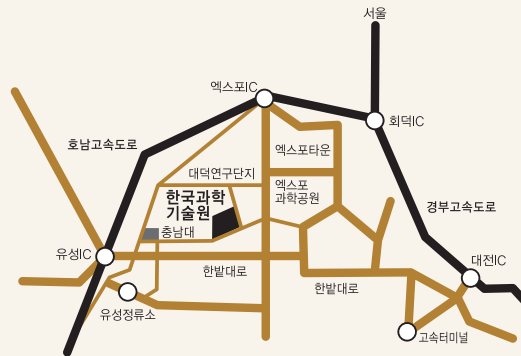 서울
엑스포IC
회덕IC
호남고속도로
엑스포타운
대덕연구단지
엑스포
과학공원
한국과학
기술원
경부고속도로
충남대
유성IC
대전IC
한밭대로
한밭대로
유성정류소
고속터미널